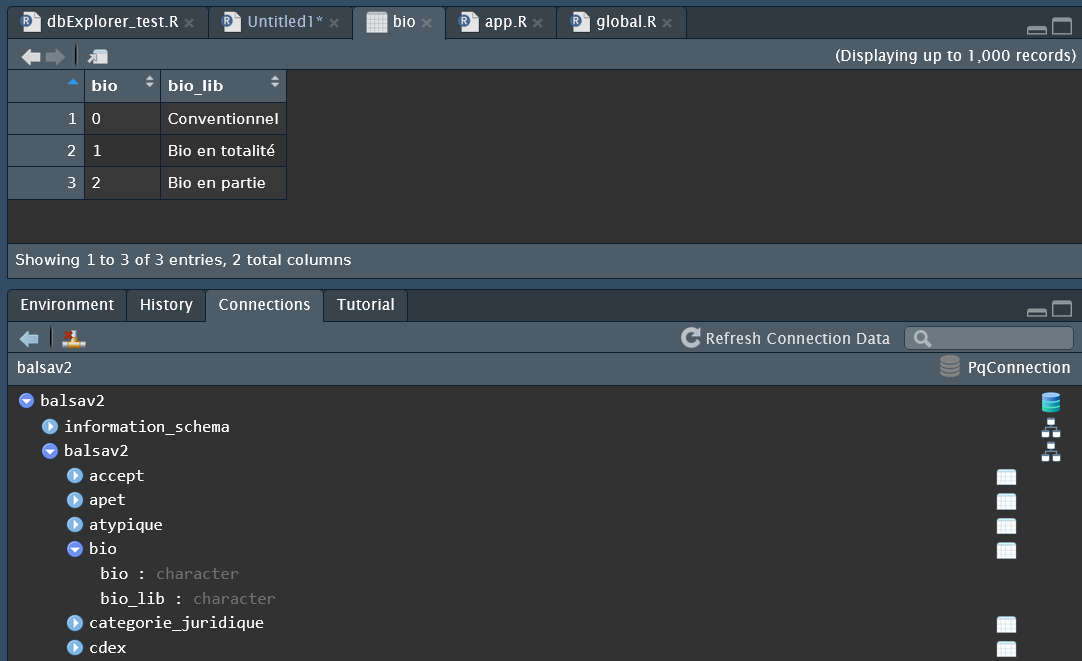 dbExplorer_test.R × Untitled1* × bio × app.R × global.R ×
(Displaying up to 1,000 records)
bio bio_lib
1 0 Conventionnel
2 1 Bio en totalité
3 2 Bio en partie
Showing 1 to 3 of 3 entries, 2 total columns
Environment History Connections Tutorial
Refresh Connection Data
balsav2 PqConnection
balsav2
information_schema
balsav2
accept
apet
atypique
bio
bio : character
bio_lib : character
categorie_juridique
cdex